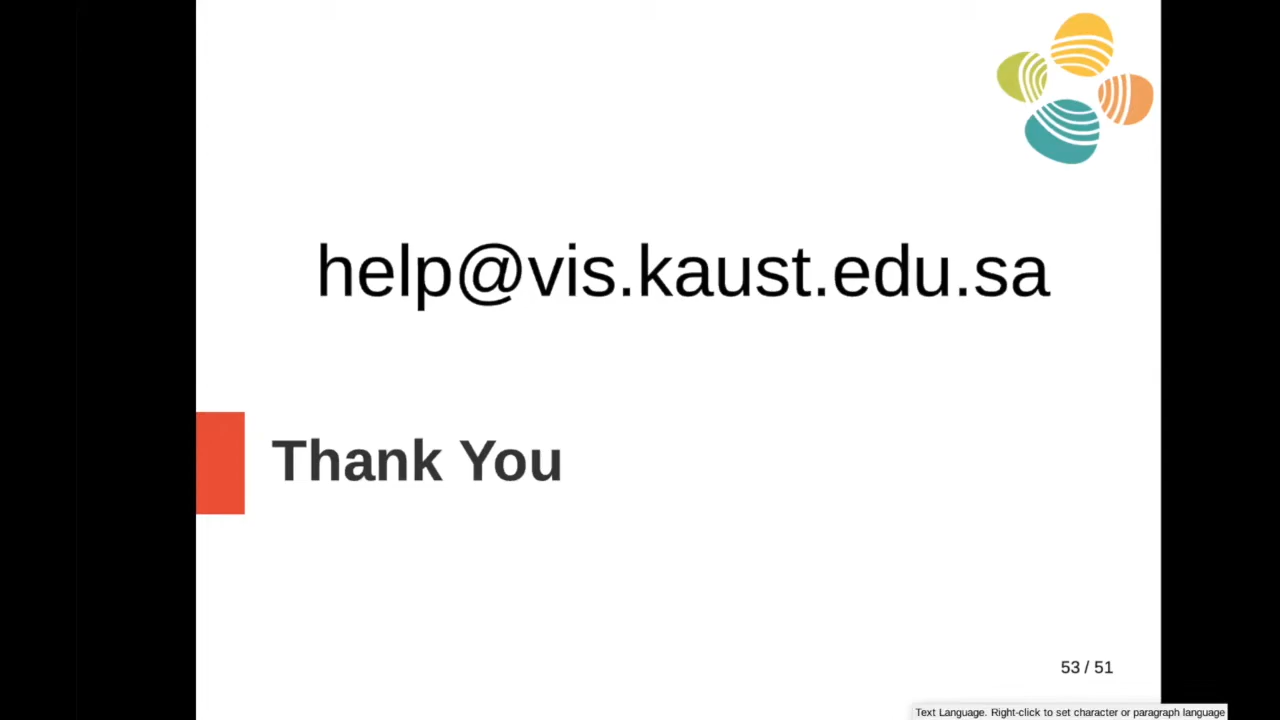 help@vis.kaust.edu.sa
Thank You
53 / 51
Text Language. Right-click to set character or paragraph language